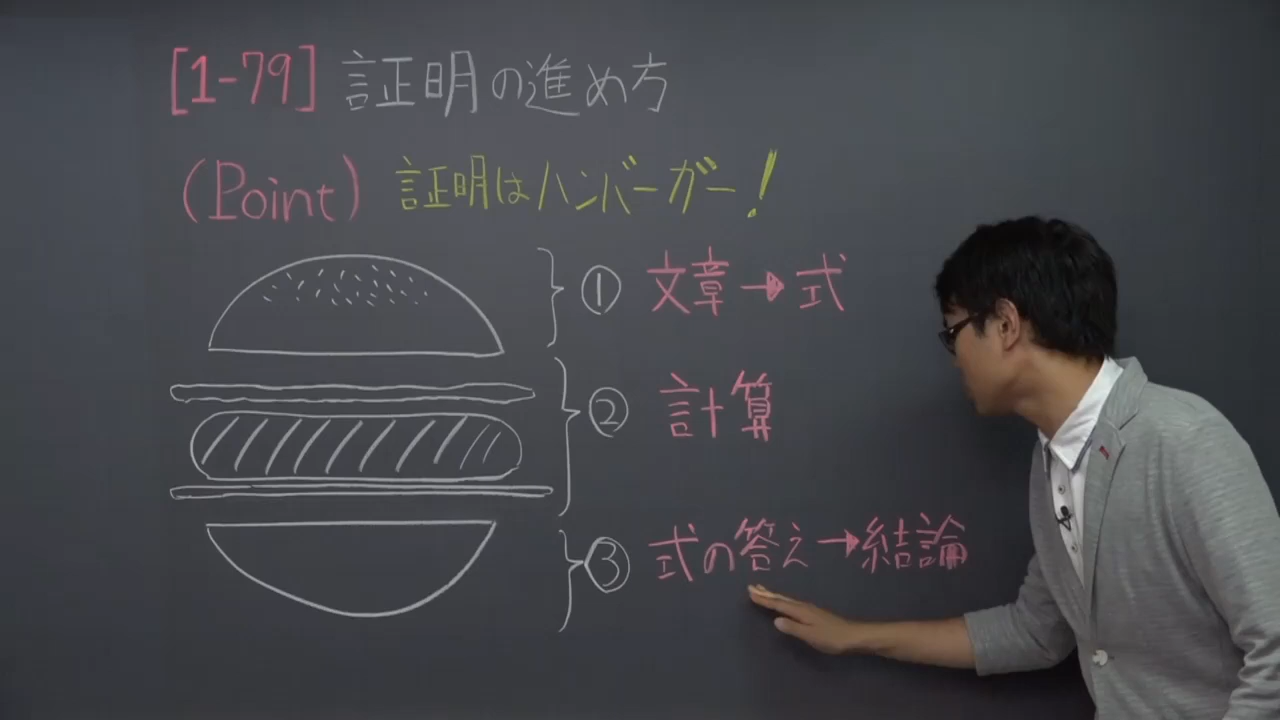 [1-79] 証明の進め方
(Point) 証明はハンバーガー!
① 文章→式
② 計算
③ 式の答え→結論